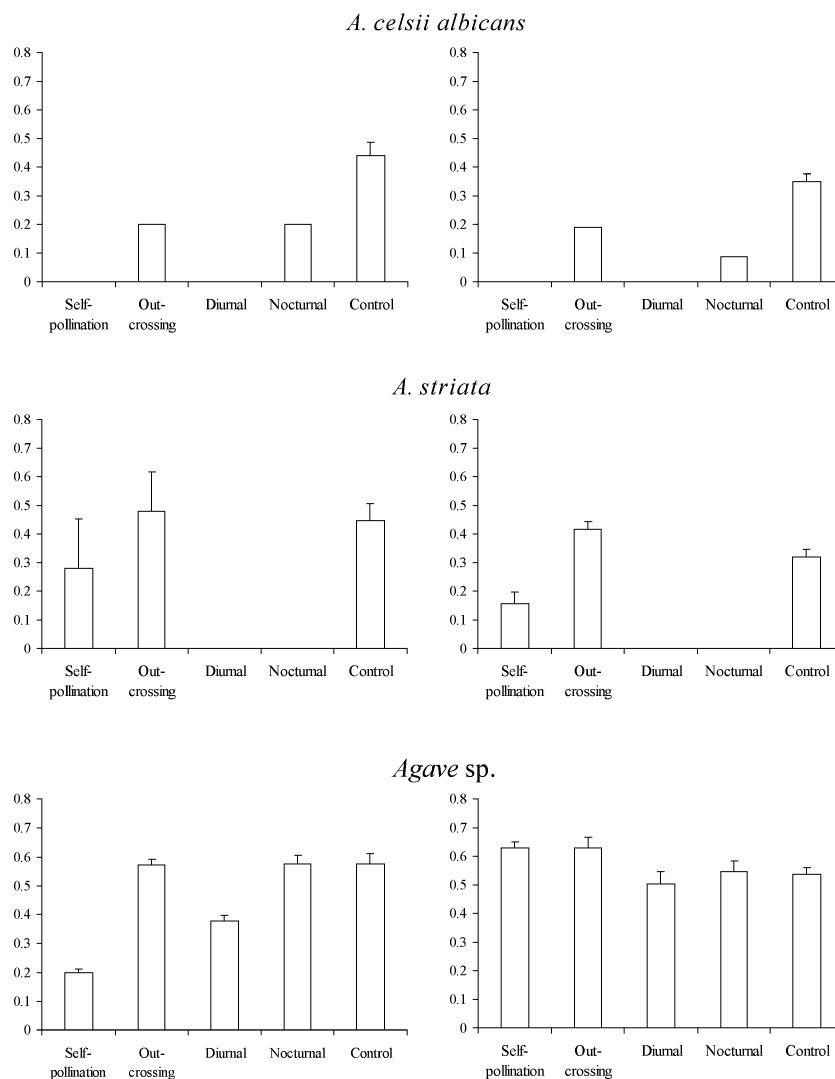 A. celsii albicans
0.8
0.7
0.6
0.5
0.4
0.3
0.2
0.1
0
Self-
pollination
Out-
crossing
Diurnal
Nocturnal
Control
0.8
0.7
0.6
0.5
0.4
0.3
0.2
0.1
0
Self-
pollination
Out-
crossing
Diurnal
Nocturnal
Control
A. striata
0.8
0.7
0.6
0.5
0.4
0.3
0.2
0.1
0
Self-
pollination
Out-
crossing
Diurnal
Nocturnal
Control
0.8
0.7
0.6
0.5
0.4
0.3
0.2
0.1
0
Self-
pollination
Out-
crossing
Diurnal
Nocturnal
Control
Agave sp.
0.8
0.7
0.6
0.5
0.4
0.3
0.2
0.1
0
Self-
pollination
Out-
crossing
Diurnal
Nocturnal
Control
0.8
0.7
0.6
0.5
0.4
0.3
0.2
0.1
0
Self-
pollination
Out-
crossing
Diurnal
Nocturnal
Control